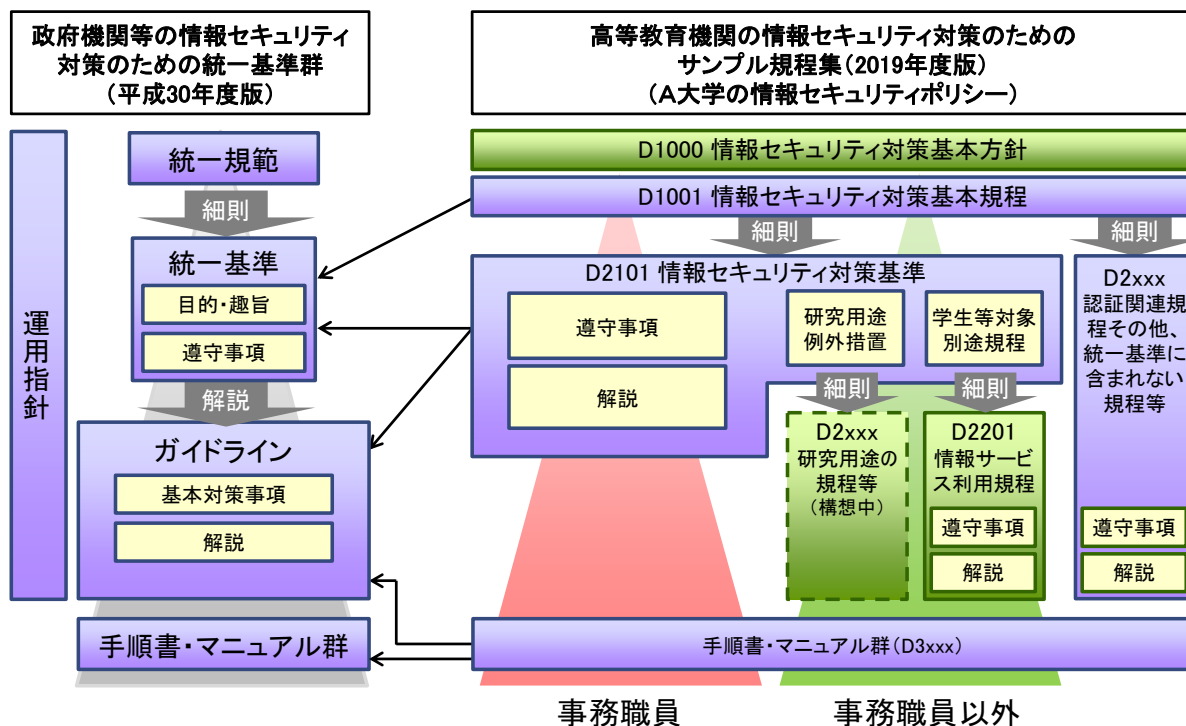 政府機関等の情報セキュリティ
対策のための統一基準群
(平成30年度版)
運用指針
統一規範
細則
統一基準
目的・趣旨
遵守事項
解説
ガイドライン
基本対策事項
解説
手順書・マニュアル群
高等教育機関の情報セキュリティ対策のための
サンプル規程集(2019年度版)
(A大学の情報セキュリティポリシー)
D1000 情報セキュリティ対策基本方針
D1001 情報セキュリティ対策基本規程
細則
細則
D2101 情報セキュリティ対策基準
遵守事項
解説
研究用途
例外措置
学生等対象
別途規程
細則
細則
D2xxx
研究用途の
規程等
(構想中)
D2201
情報サービ
ス利用規程
遵守事項
解説
D2xxx
認証関連規
程その他、
統一基準に
含まれない
規程等
遵守事項
解説
手順書・マニュアル群(D3xxx)
事務職員
事務職員以外